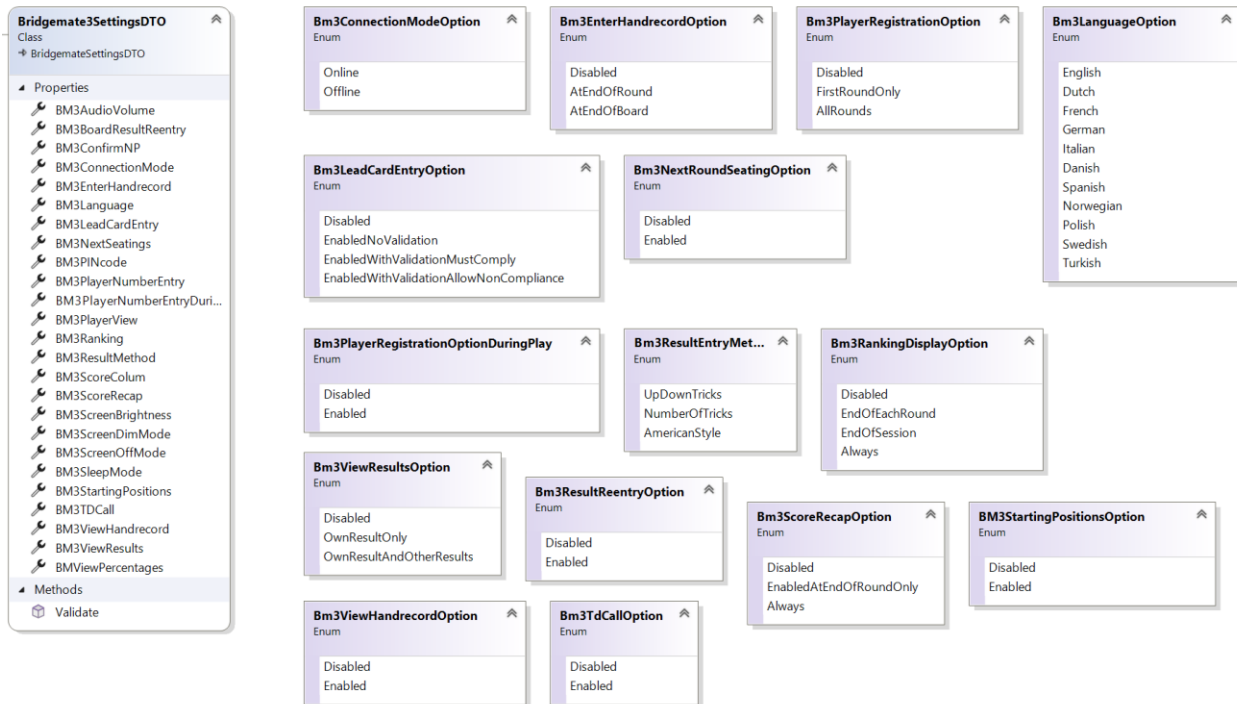 Bridgemate3SettingsDTO
Class
BridgemateSettingsDTO
Properties
BM3AudioVolume
BM3BoardResultReentry
BM3ConfirmNP
BM3ConnectionMode
BM3EnterHandrecord
BM3Language
BM3LeadCardEntry
BM3NextSeatings
BM3PINcode
BM3PlayerNumberEntry
BM3PlayerNumberEntryDuri...
BM3PlayerView
BM3Ranking
BM3ResultMethod
BM3ScoreColum
BM3ScoreRecap
BM3ScreenBrightness
BM3ScreenDimMode
BM3ScreenOffMode
BM3SleepMode
BM3StartingPositions
BM3TDCall
BM3ViewHandrecord
BM3ViewResults
BMViewPercentages
Methods
Validate
Bm3ConnectionModeOption
Enum
Online
Offline
Bm3EnterHandrecordOption
Enum
Disabled
AtEndOfRound
AtEndOfBoard
Bm3PlayerRegistrationOption
Enum
Disabled
FirstRoundOnly
AllRounds
Bm3LanguageOption
Enum
English
Dutch
French
German
Italian
Danish
Spanish
Norwegian
Polish
Swedish
Turkish
Bm3LeadCardEntryOption
Enum
Disabled
EnabledNoValidation
EnabledWithValidationMustComply
EnabledWithValidationAllowNonCompliance
Bm3NextRoundSeatingOption
Enum
Disabled
Enabled
Bm3PlayerRegistrationOptionDuringPlay
Enum
Disabled
Enabled
Bm3ResultEntryMet...
Enum
UpDownTricks
NumberOfTricks
AmericanStyle
Bm3RankingDisplayOption
Enum
Disabled
EndOfEachRound
EndOfSession
Always
Bm3ViewResultsOption
Enum
Disabled
OwnResultOnly
OwnResultAndOtherResults
Bm3ResultReentryOption
Enum
Disabled
Enabled
Bm3ScoreRecapOption
Enum
Disabled
EnabledAtEndOfRoundOnly
Always
BM3StartingPositionsOption
Enum
Disabled
Enabled
Bm3ViewHandrecordOption
Enum
Disabled
Enabled
Bm3TdCallOption
Enum
Disabled
Enabled